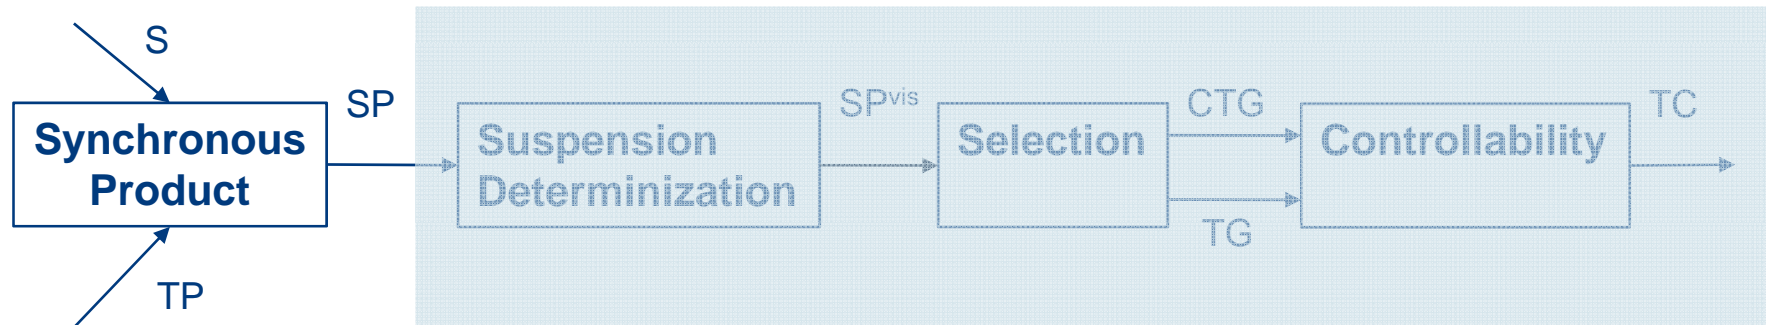 S
SP
SPvis
CTG
TC
Synchronous
Product
Suspension
Determinization
Selection
Controllability
TG
TP